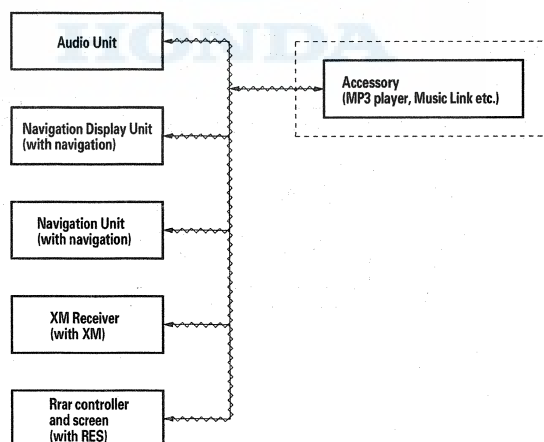 HONDA
Audio Unit
Accessory
(MP3 player, Music Link etc.)
Navigation Display Unit
(with navigation)
Navigation Unit
(with navigation)
XM Receiver
(with XM)
Rrar controller
and screen
(with RES)